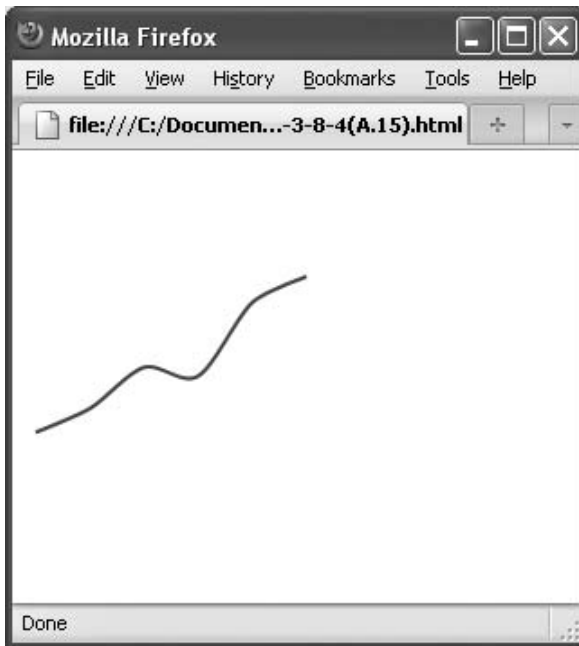 Mozilla Firefox
File Edit View History Bookmarks Tools Help
file:///C:/Documen...-3-8-4(A.15).html
Done